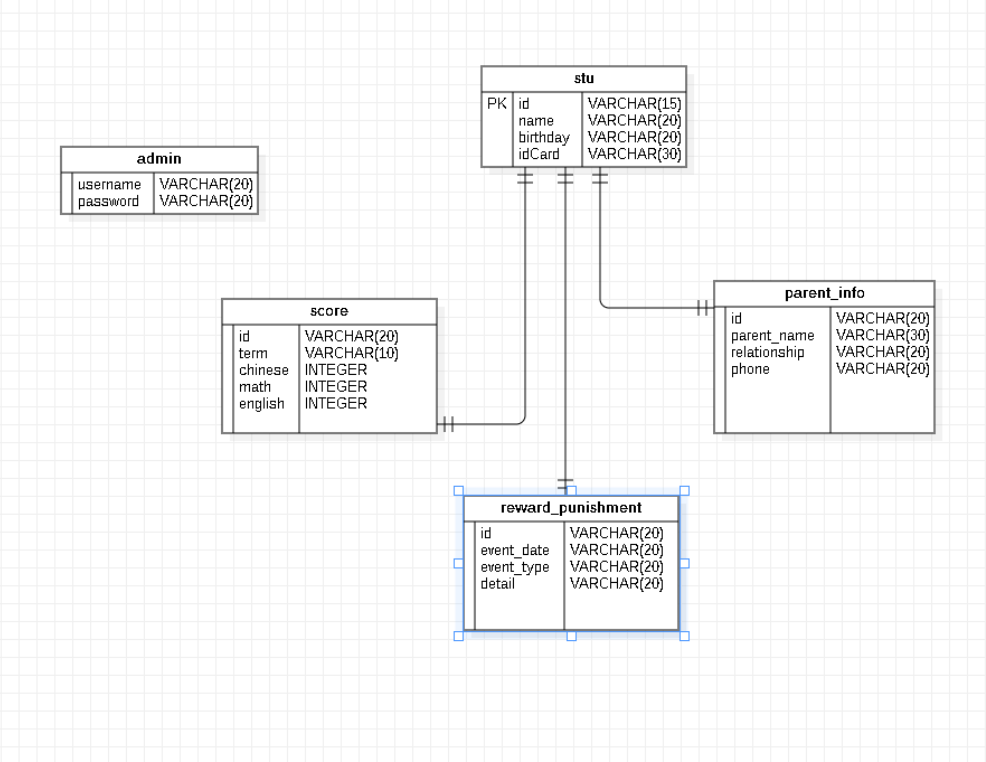 stu
PK id VARCHAR(15)
name VARCHAR(20)
birthday VARCHAR(20)
idCard VARCHAR(30)
admin
username VARCHAR(20)
password VARCHAR(20)
score
id VARCHAR(20)
term VARCHAR(10)
chinese INTEGER
math INTEGER
english INTEGER
parent_info
id VARCHAR(20)
parent_name VARCHAR(30)
relationship VARCHAR(20)
phone VARCHAR(20)
reward_punishment
id VARCHAR(20)
event_date VARCHAR(20)
event_type VARCHAR(20)
detail VARCHAR(20)